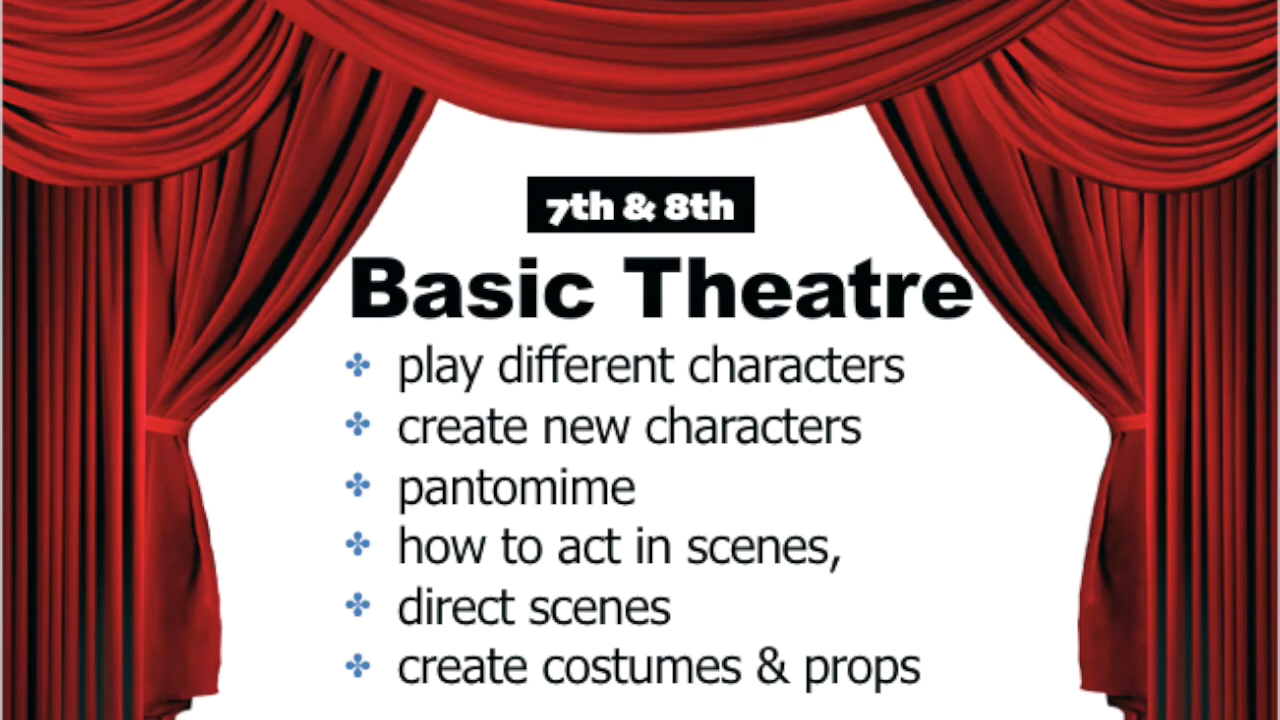 7th & 8th
Basic Theatre
play different characters
create new characters
pantomime
how to act in scenes,
direct scenes
create costumes & props